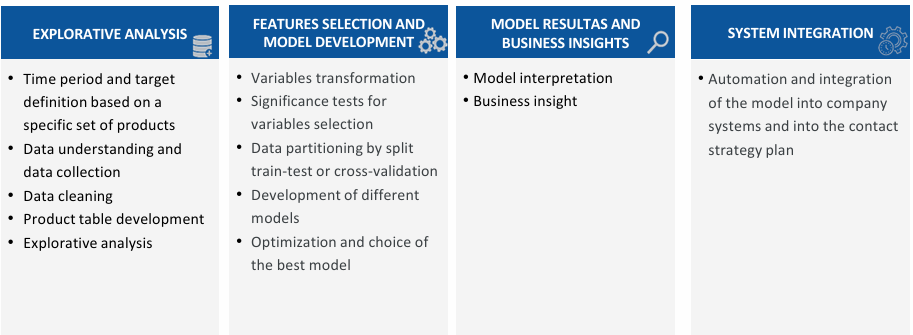 EXPLORATIVE ANALYSIS
• Time period and target
definition based on a
specific set of products
• Data understanding and
data collection
• Data cleaning
• Product table development
• Explorative analysis
FEATURES SELECTION AND
MODEL DEVELOPMENT
• Variables transformation
• Significance tests for
variables selection
• Data partitioning by split
train-test or cross-validation
• Development of different
models
• Optimization and choice of
the best model
MODEL RESULTAS AND
BUSINESS INSIGHTS
• Model interpretation
• Business insight
SYSTEM INTEGRATION
• Automation and integration
of the model into company
systems and into the contact
strategy plan